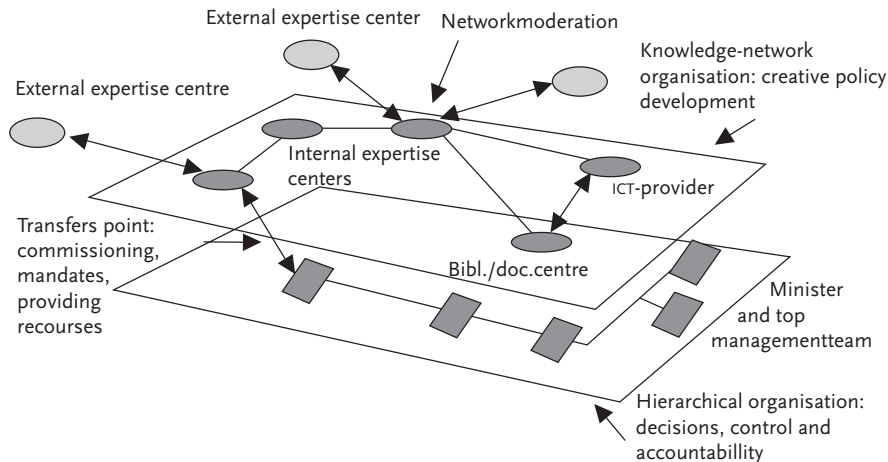 External expertise center
Networkmoderation
External expertise centre
Knowledge-network
organisation: creative policy
development
Internal expertise
centers
ICT-provider
Transfers point:
commissioning,
mandates,
providing
recourses
Bibl./doc.centre
Minister
and top
managementteam
Hierarchical organisation:
decisions, control and
accountabillity